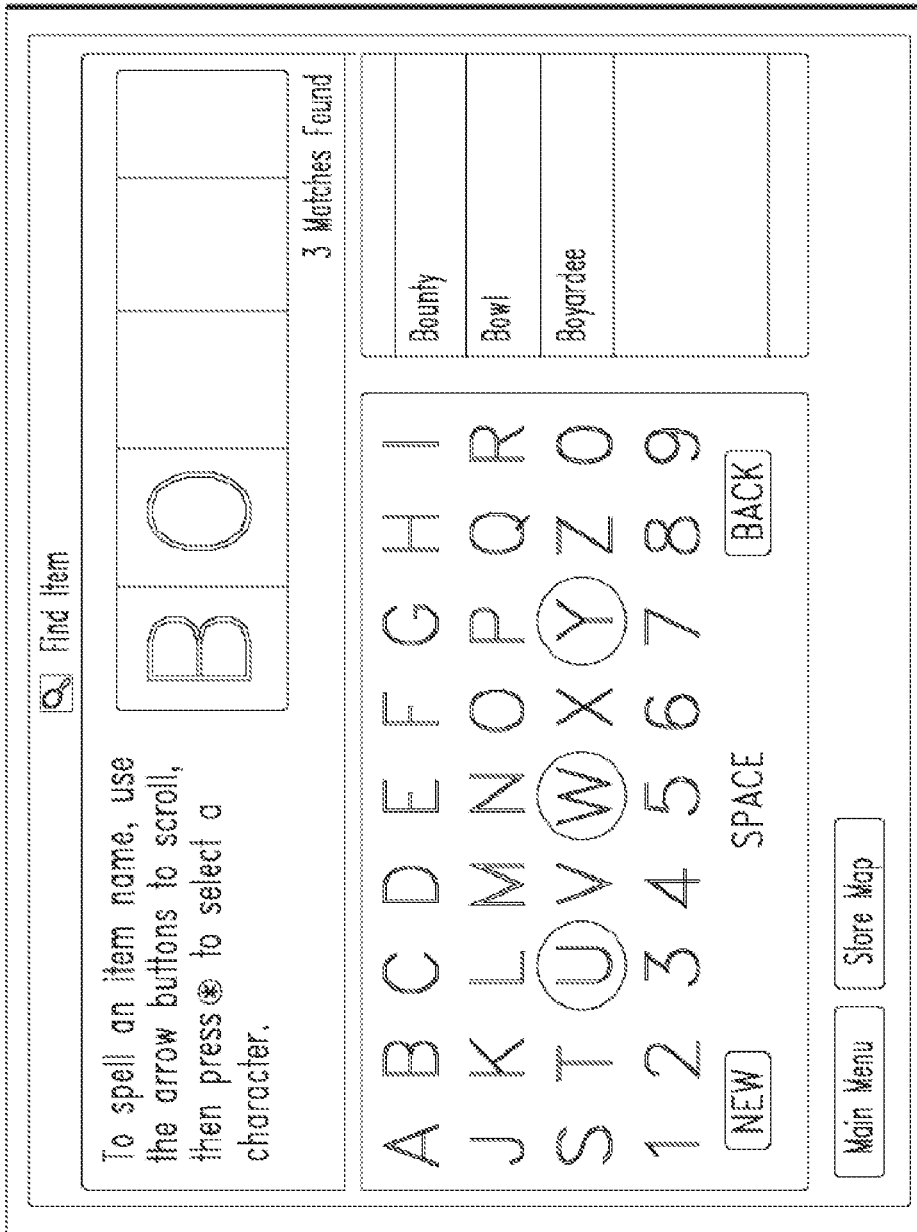 Find Item
To spell an item name, use
the arrow buttons to scroll,
then press ⊛ to select a
character.
B O
3 Matches Found
A B C D E F G H I
J K L M N O P Q R
S T U V W X Y Z 0
1 2 3 4 5 6 7 8 9
NEW SPACE BACK
Bounty
Bowl
Boyardee
Main Menu Store Map